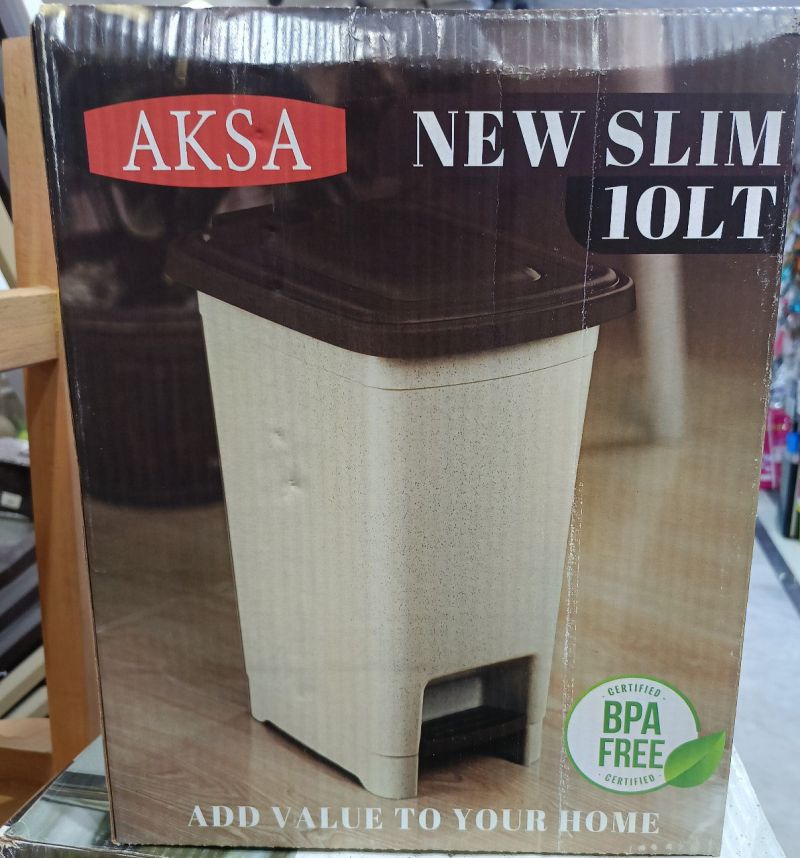 AKSA
NEW SLIM
10LT
CERTIFIED
BPA
FREE
CERTIFIED
ADD VALUE TO YOUR HOME